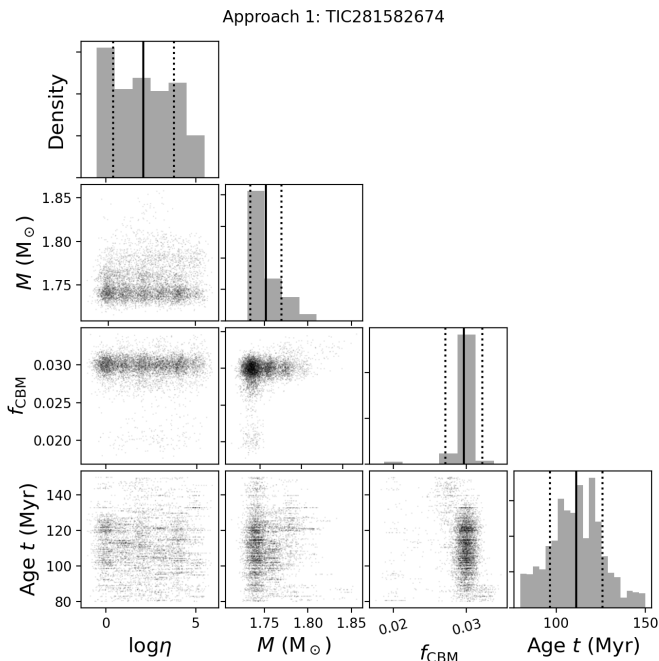 Approach 1: TIC281582674
Density
M (M⊙)
1.85
1.80
1.75
f_CBM
0.030
0.025
0.020
Age t (Myr)
140
120
100
80
0 5
logη
1.75 1.80 1.85
M (M⊙)
0.02 0.03
f_CBM
100 150
Age t (Myr)